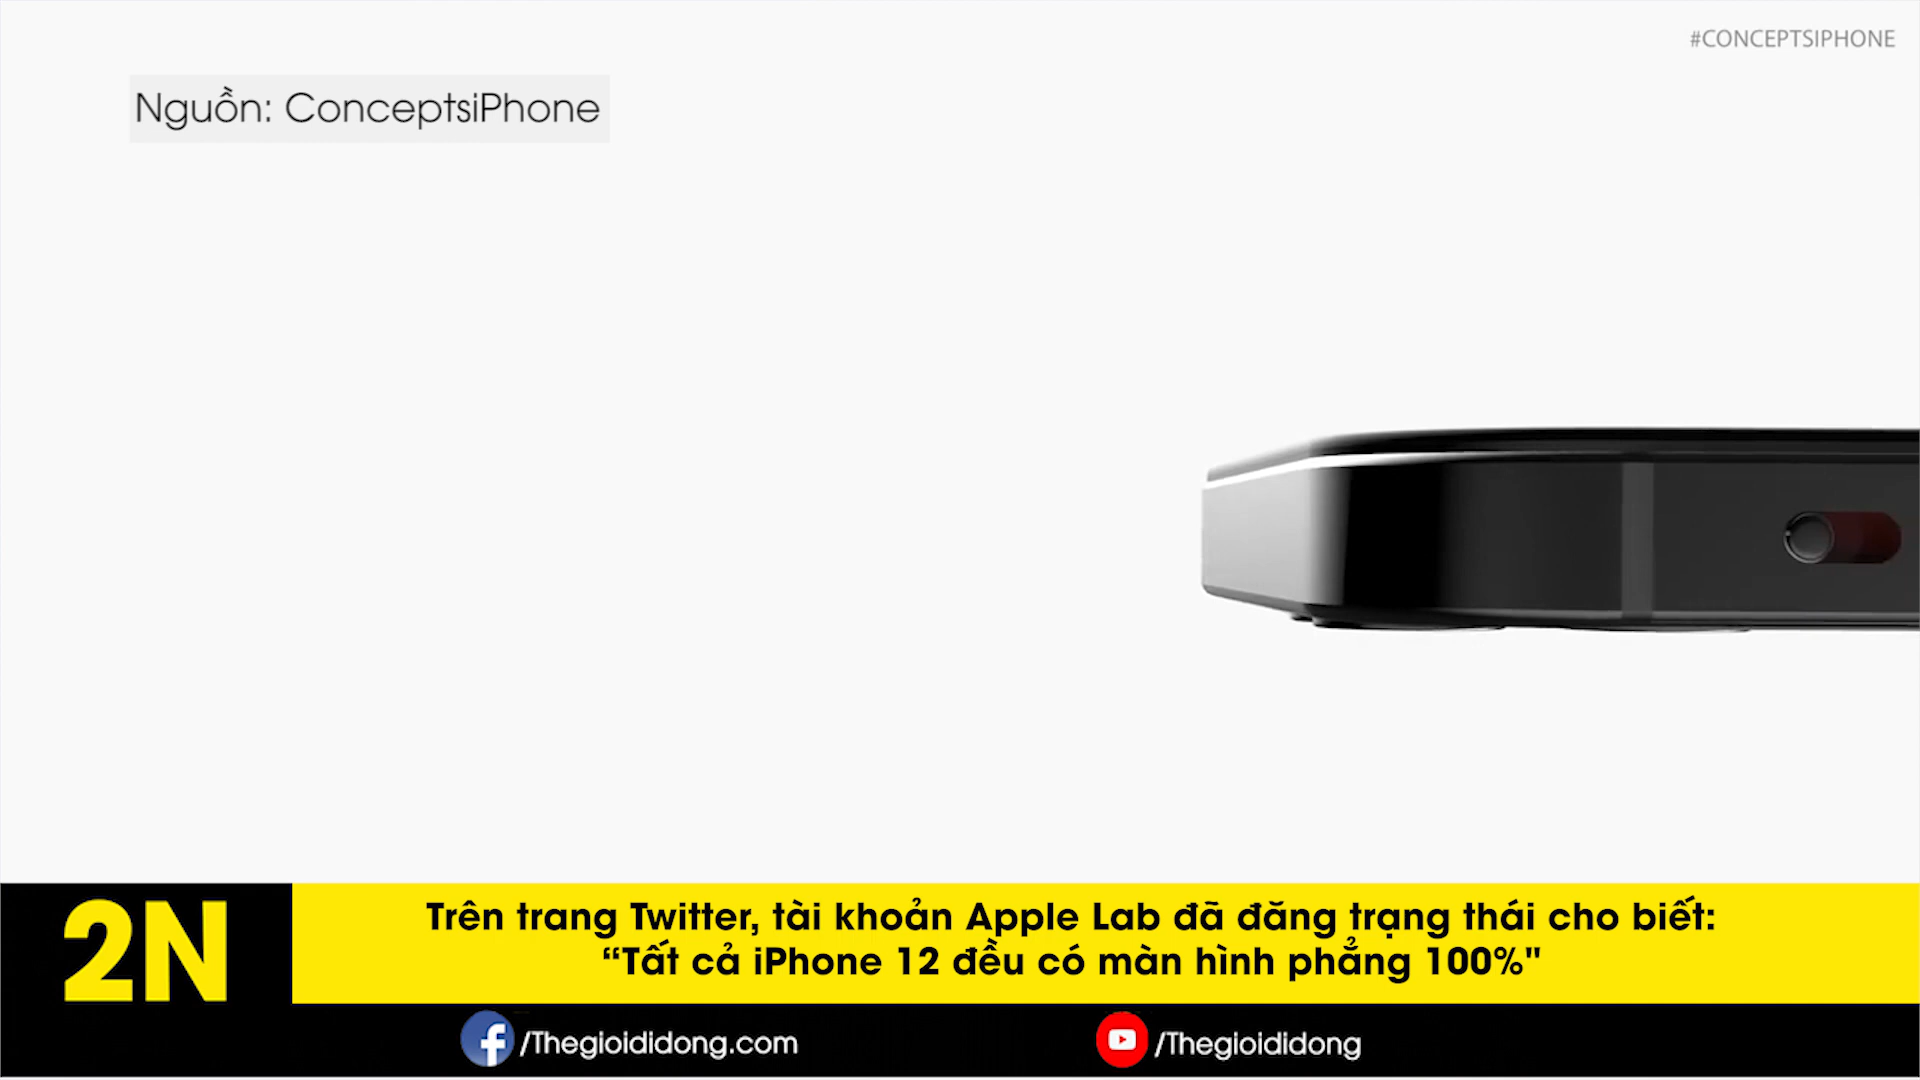 #CONCEPTSIPHONE
Nguồn: ConceptsiPhone
2N
Trên trang Twitter, tài khoản Apple Lab đã đăng trạng thái cho biết:
“Tất cả iPhone 12 đều có màn hình phẳng 100%"
/Thegioididong.com
/Thegioididong